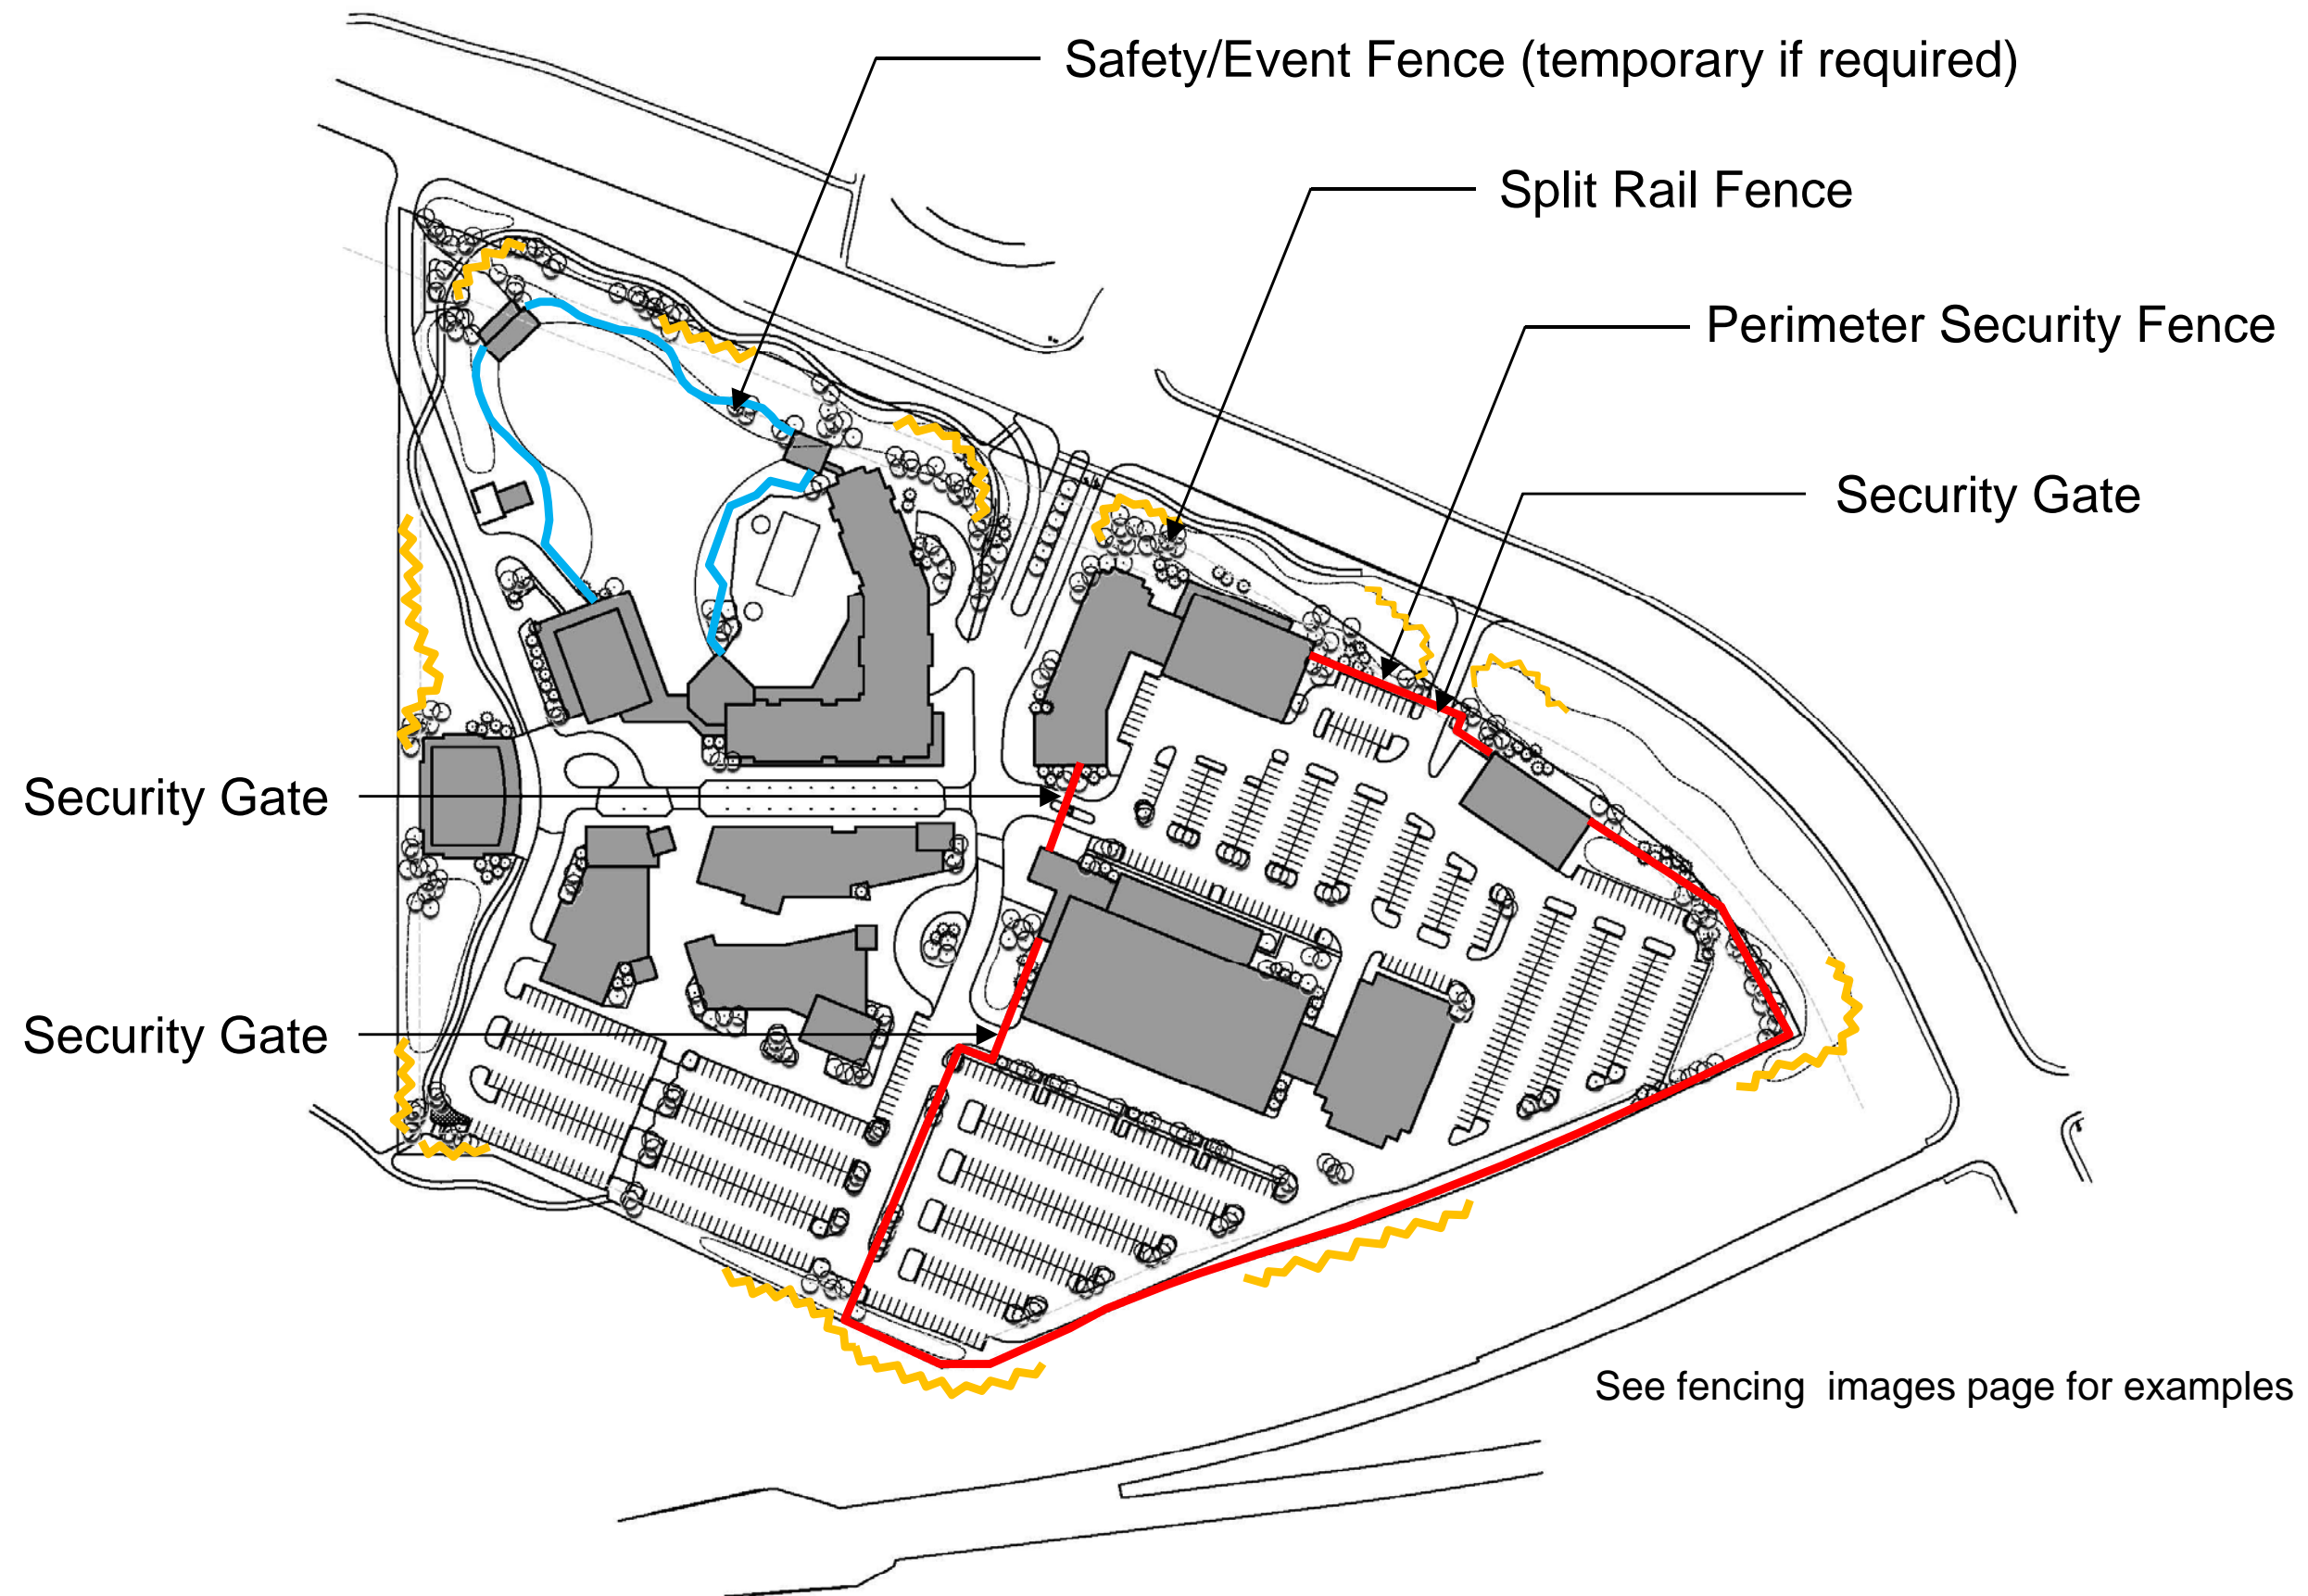 Safety/Event Fence (temporary if required)
Split Rail Fence
Perimeter Security Fence
Security Gate
Security Gate
Security Gate
See fencing  images page for examples